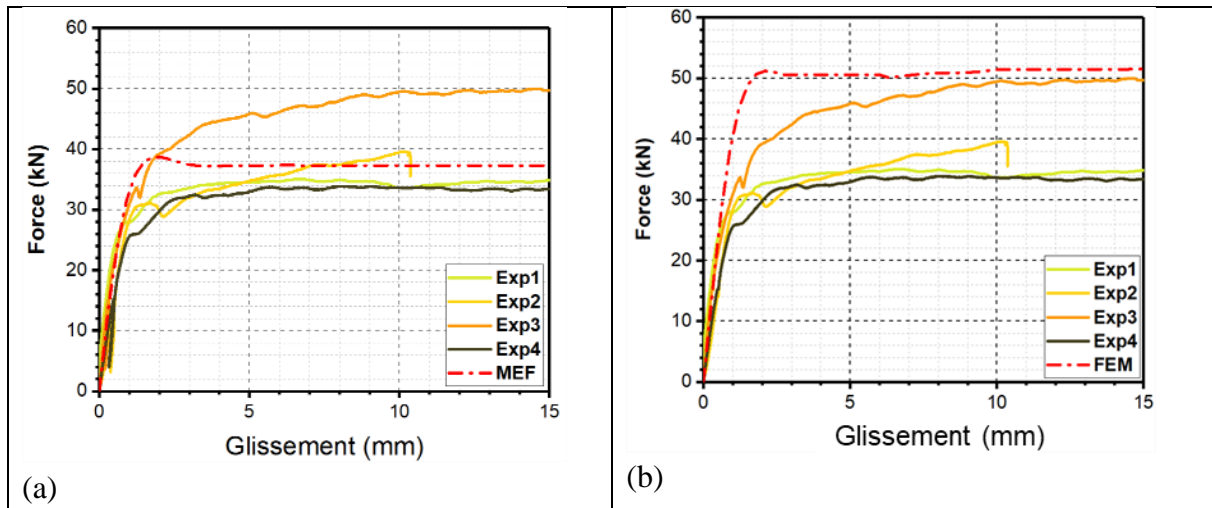 60
50
40
30
20
10
0
Force (kN)
Exp1
Exp2
Exp3
Exp4
MEF
0 5 10 15
Glissement (mm)
(a)
60
50
40
30
20
10
0
Force (kN)
Exp1
Exp2
Exp3
Exp4
FEM
0 5 10 15
Glissement (mm)
(b)